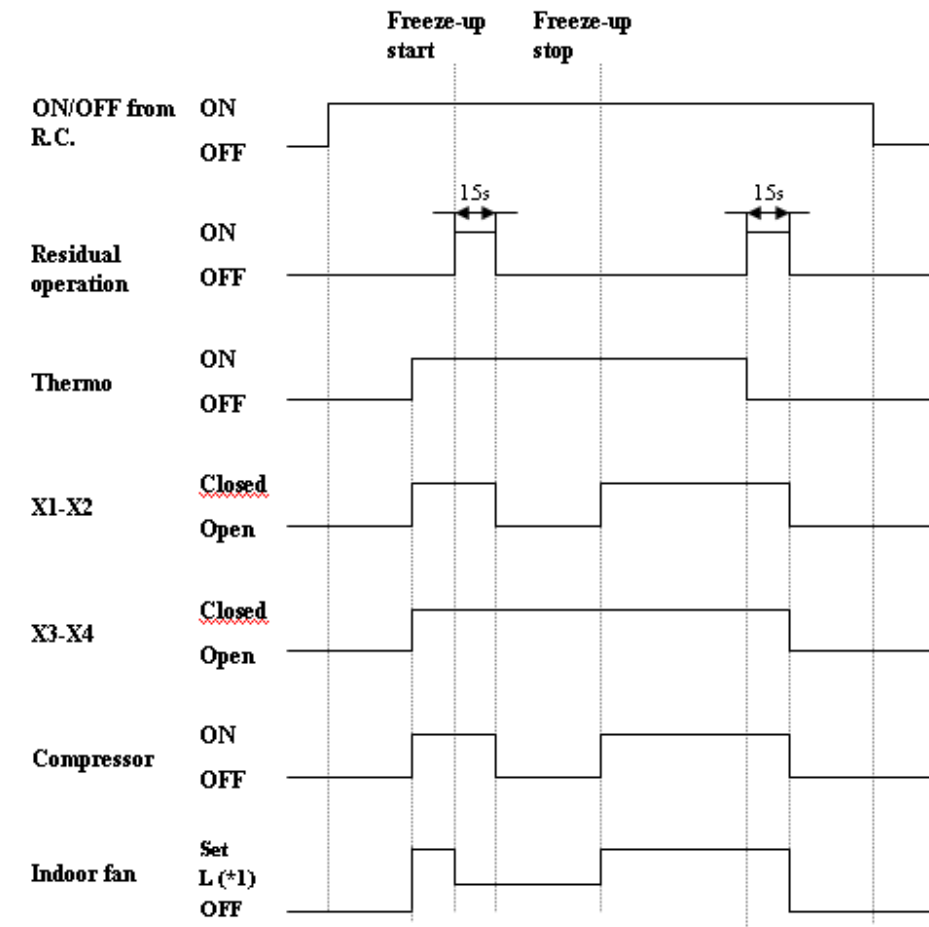 Freeze-up
start
Freeze-up
stop
ON/OFF from
R.C.
ON
OFF
15s
15s
Residual
operation
ON
OFF
Thermo
ON
OFF
X1-X2
Closed
Open
X3-X4
Closed
Open
Compressor
ON
OFF
Indoor fan
Set
L (*1)
OFF